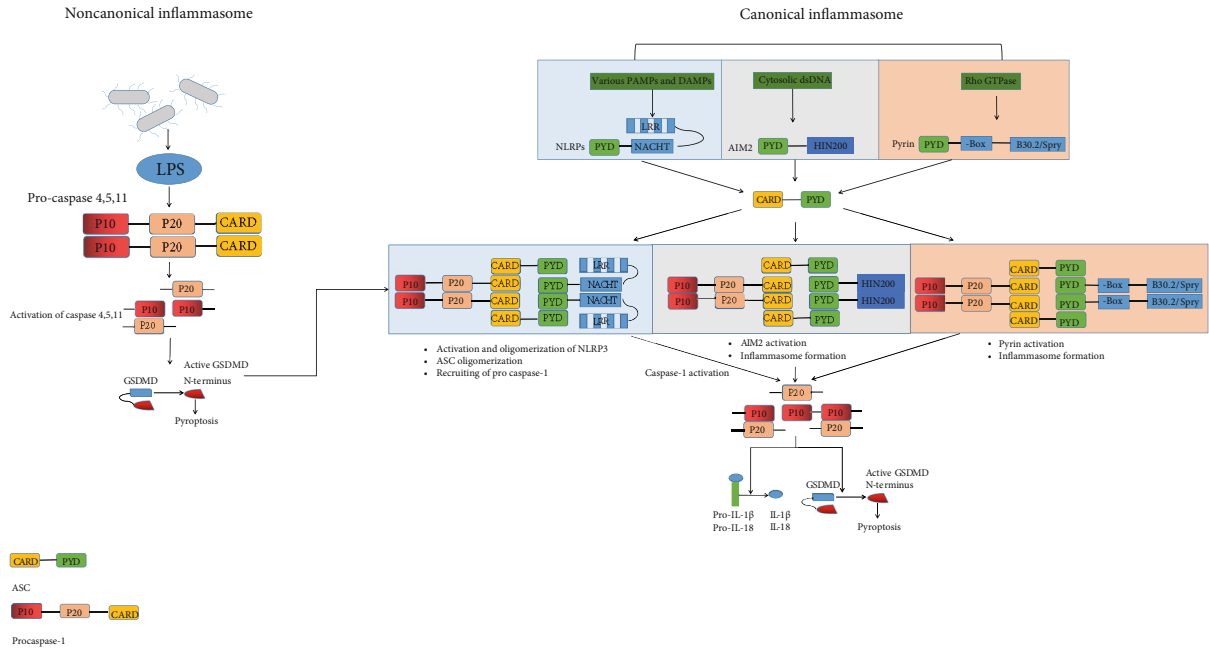 Noncanonical inflammasome
LPS
Pro-caspase 4,5,11
P10 P20 CARD
P10 P20 CARD
P20
Activation of caspase 4,5,11 P10 P10
P20
GSDMD
Active GSDMD
N-terminus
Pyroptosis
Canonical inflammasome
Various PAMPs and DAMPs
LRR
NLRPs PYD NACHT
Cytosolic dsDNA
AIM2 PYD HIN200
Rho GTPase
Pyrin PYD -Box B30.2/Spry
CARD PYD
CARD PYD LRR
P10 P20 CARD PYD NACHT
P10 P20 CARD PYD NACHT
CARD PYD LRR
• Activation and oligomerization of NLRP3
• ASC oligomerization
• Recruiting of pro caspase-1
CARD PYD
P10 P20 CARD PYD HIN200
P10 P20 CARD PYD HIN200
CARD PYD
• AIM2 activation
• Inflammasome formation
CARD PYD
P10 P20 CARD PYD -Box B30.2/Spry
P10 P20 CARD PYD -Box B30.2/Spry
CARD PYD
• Pyrin activation
• Inflammasome formation
Caspase-1 activation
P20
P10 P10 P10
P20 P20
Pro-IL-1β IL-1β
Pro-IL-18 IL-18
GSDMD
Active GSDMD
N-terminus
Pyroptosis
CARD PYD
ASC
P10 P20 CARD
Procaspase-1